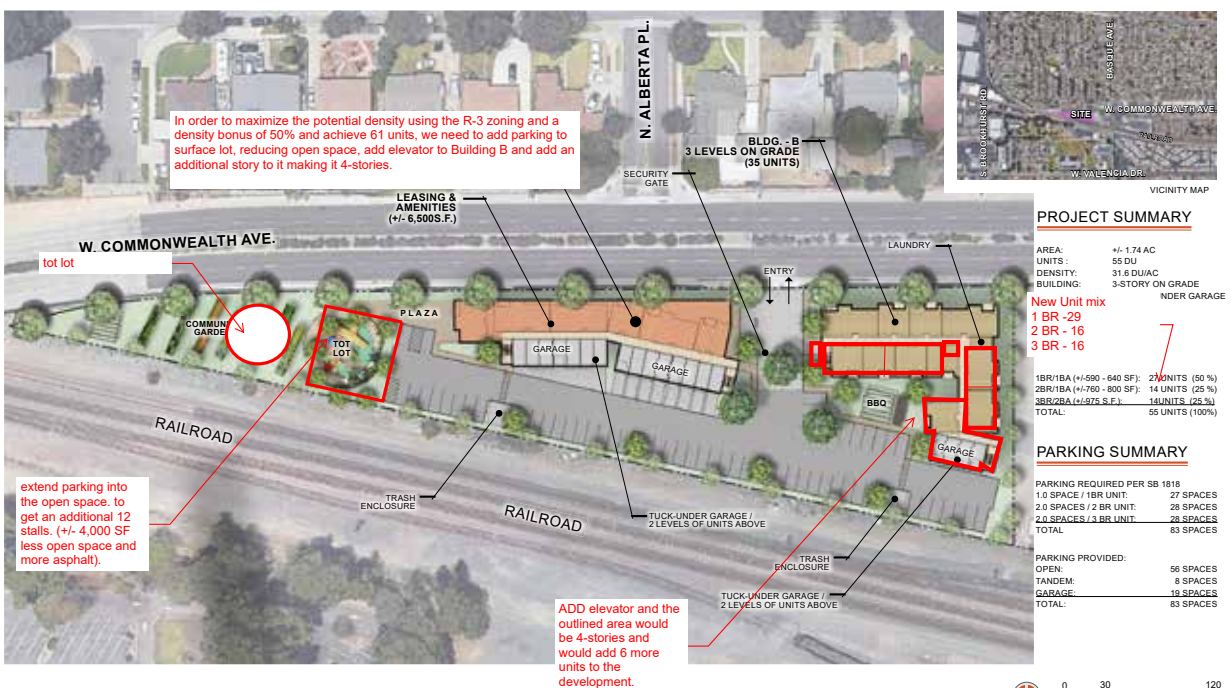 In order to maximize the potential density using the R-3 zoning and a
density bonus of 50% and achieve 61 units, we need to add parking to
surface lot, reducing open space, add elevator to Building B and add an
additional story to it making it 4-stories.
N. ALBERTA PL.
BLDG. - B
3 LEVELS ON GRADE
(35 UNITS)
SECURITY
GATE
LEASING &
AMENITIES
(+/- 6,500S.F.)
W. COMMONWEALTH AVE.
tot lot
LAUNDRY
ENTRY
PLAZA
COMMUN
GARDE
TOT
LOT
GARAGE
GARAGE
BBQ
GARAGE
RAILROAD
RAILROAD
TRASH
ENCLOSURE
TUCK-UNDER GARAGE /
2 LEVELS OF UNITS ABOVE
TRASH
ENCLOSURE
TUCK-UNDER GARAGE /
2 LEVELS OF UNITS ABOVE
extend parking into
the open space. to
get an additional 12
stalls. (+/- 4,000 SF
less open space and
more asphalt).
ADD elevator and the
outlined area would
be 4-stories and
would add 6 more
units to the
development.
S. BROOKHURST RD.
BASQUE AVE.
W. COMMONWEALTH AVE.
SITE
RAILROAD
W. VALENCIA DR.
VICINITY MAP
PROJECT SUMMARY
AREA: +/- 1.74 AC
UNITS : 55 DU
DENSITY: 31.6 DU/AC
BUILDING: 3-STORY ON GRADE
NDER GARAGE
New Unit mix
1 BR -29
2 BR - 16
3 BR - 16
1BR/1BA (+/-590 - 640 SF): 27 UNITS (50 %)
2BR/1BA (+/-760 - 800 SF): 14 UNITS (25 %)
3BR/2BA (+/-975 S.F.): 14UNITS (25 %)
TOTAL: 55 UNITS (100%)
PARKING SUMMARY
PARKING REQUIRED PER SB 1818
1.0 SPACE / 1BR UNIT: 27 SPACES
2.0 SPACES / 2 BR UNIT: 28 SPACES
2.0 SPACES / 3 BR UNIT: 28 SPACES
TOTAL 83 SPACES
PARKING PROVIDED:
OPEN: 56 SPACES
TANDEM: 8 SPACES
GARAGE: 19 SPACES
TOTAL: 83 SPACES
0 30 120